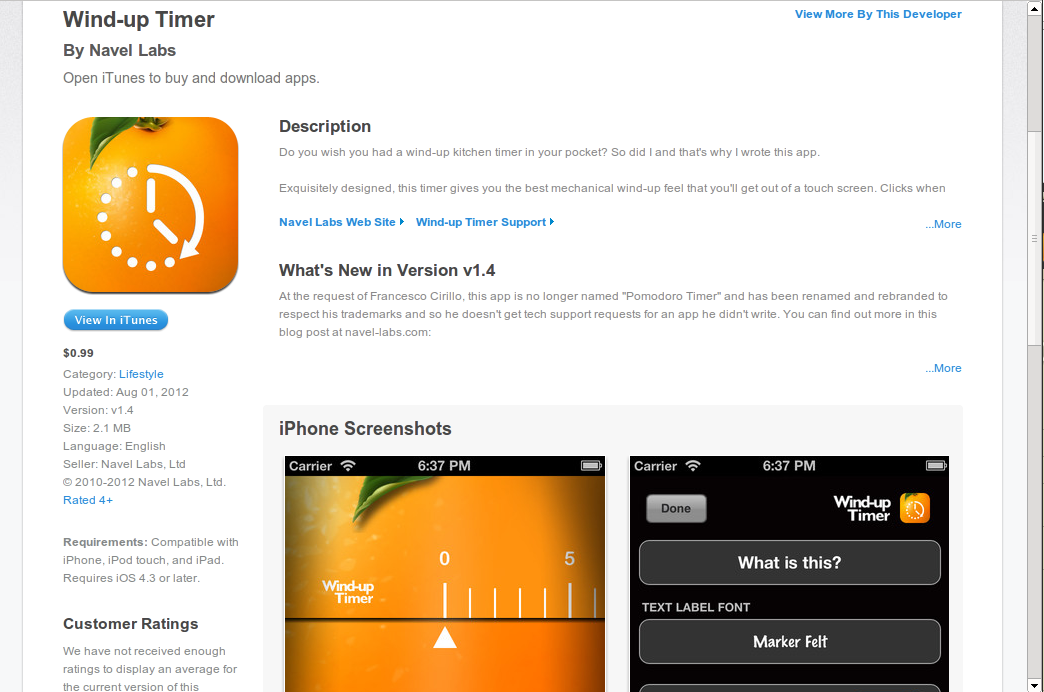 Wind-up Timer
View More By This Developer
By Navel Labs
Open iTunes to buy and download apps.
Description
Do you wish you had a wind-up kitchen timer in your pocket? So did I and that's why I wrote this app.
Exquisitely designed, this timer gives you the best mechanical wind-up feel that you'll get out of a touch screen. Clicks when
Navel Labs Web Site
Wind-up Timer Support
...More
What's New in Version v1.4
At the request of Francesco Cirillo, this app is no longer named "Pomodoro Timer" and has been renamed and rebranded to
respect his trademarks and so he doesn't get tech support requests for an app he didn't write. You can find out more in this
blog post at navel-labs.com:
...More
View In iTunes
$0.99
Category: Lifestyle
Updated: Aug 01, 2012
Version: v1.4
Size: 2.1 MB
Language: English
Seller: Navel Labs, Ltd
© 2010-2012 Navel Labs, Ltd.
Rated 4+
Requirements: Compatible with
iPhone, iPod touch, and iPad.
Requires iOS 4.3 or later.
Customer Ratings
We have not received enough
ratings to display an average for
the current version of this
iPhone Screenshots
Carrier 6:37 PM
0 5
Wind-up
Timer
Carrier 6:37 PM
Done
Wind-up
Timer
What is this?
TEXT LABEL FONT
Marker Felt